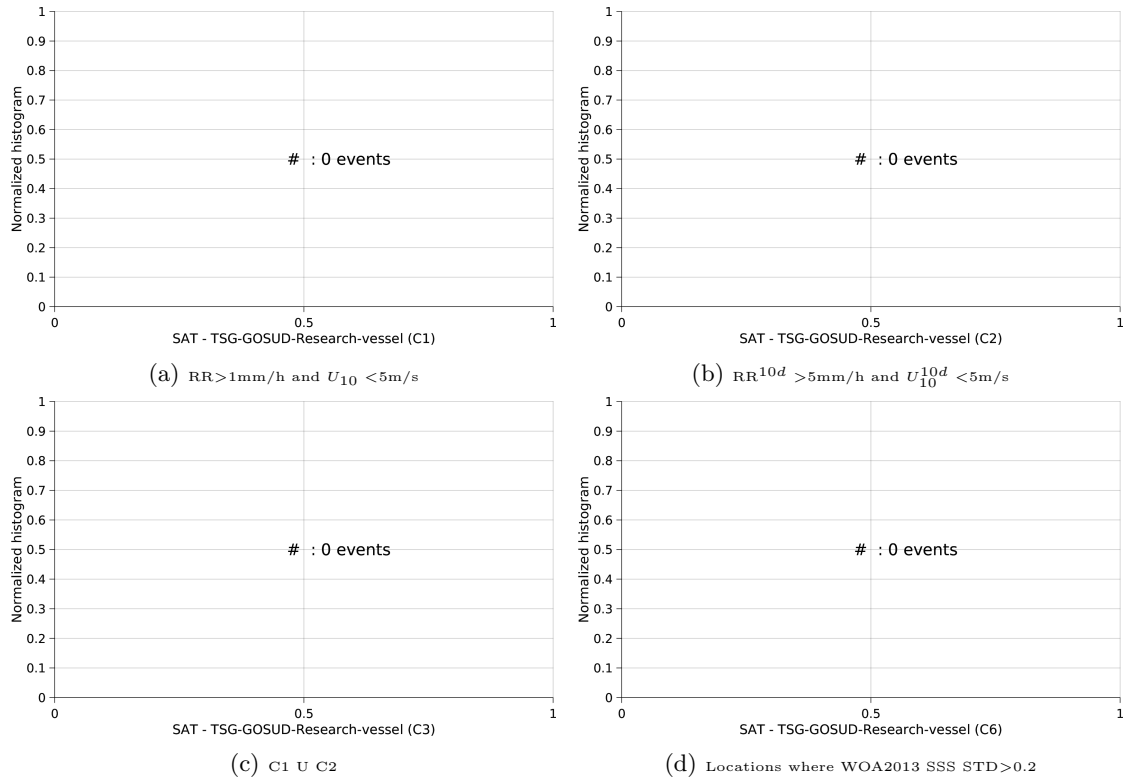 1
0.9
0.8
0.7
0.6
0.5
0.4
0.3
0.2
0.1
0
Normalized histogram
# : 0 events
0 0.5 1
SAT - TSG-GOSUD-Research-vessel (C1)
(a) RR>1mm/h and U10 <5m/s
1
0.9
0.8
0.7
0.6
0.5
0.4
0.3
0.2
0.1
0
Normalized histogram
# : 0 events
0 0.5 1
SAT - TSG-GOSUD-Research-vessel (C2)
(b) RR10d >5mm/h and U10d10 <5m/s
1
0.9
0.8
0.7
0.6
0.5
0.4
0.3
0.2
0.1
0
Normalized histogram
# : 0 events
0 0.5 1
SAT - TSG-GOSUD-Research-vessel (C3)
(c) C1 U C2
1
0.9
0.8
0.7
0.6
0.5
0.4
0.3
0.2
0.1
0
Normalized histogram
# : 0 events
0 0.5 1
SAT - TSG-GOSUD-Research-vessel (C6)
(d) Locations where WOA2013 SSS STD>0.2